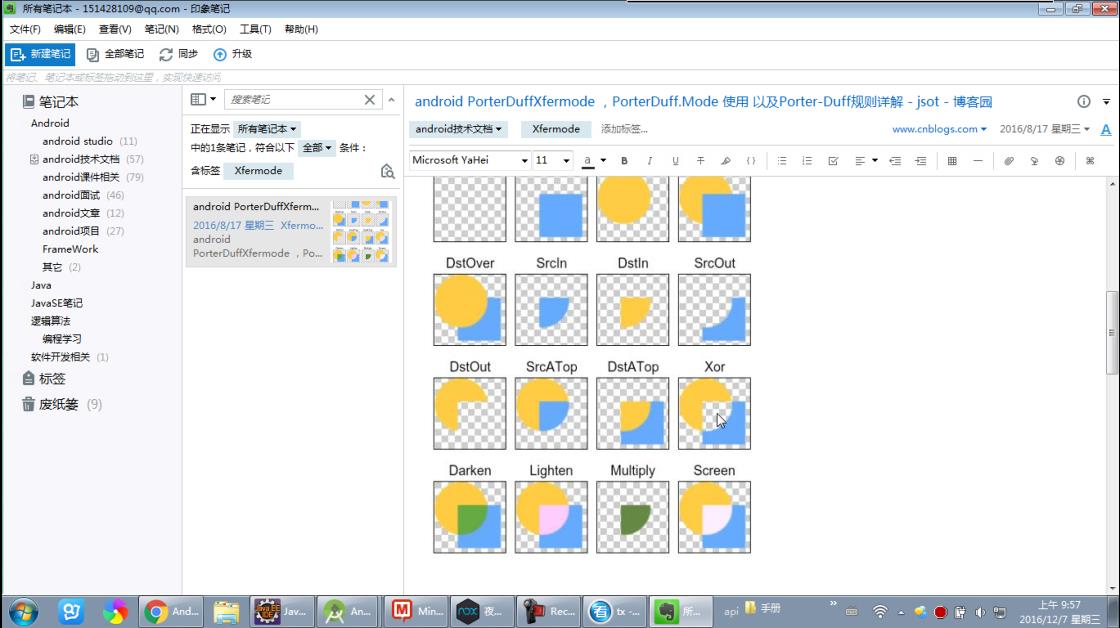 所有笔记本 - 151428109@qq.com - 印象笔记
文件(F) 编辑(E) 查看(V) 笔记(N) 格式(O) 工具(T) 帮助(H)
新建笔记 全部笔记 同步 升级
将笔记、笔记本或标签拖动到这里，实现快速访问
笔记本
Android
android studio (11)
android技术文档 (57)
android课件相关 (79)
android面试 (46)
android文章 (12)
android项目 (27)
FrameWork
其它 (2)
Java
JavaSE笔记
逻辑算法
编程学习
软件开发相关 (1)
标签
废纸篓 (9)
搜索笔记
正在显示 所有笔记本
中的1条笔记，符合以下 全部 条件：
含标签 Xfermode
android PorterDuffXferm...
2016/8/17 星期三 Xfermo...
android
PorterDuffXfermode ，Po...
android PorterDuffXfermode ，PorterDuff.Mode 使用 以及Porter-Duff规则详解 - jsot - 博客园
android技术文档 Xfermode 添加标签... www.cnblogs.com 2016/8/17 星期三
Microsoft YaHei 11 a B I U T
DstOver SrcIn DstIn SrcOut
DstOut SrcATop DstATop Xor
Darken Lighten Multiply Screen
And... Jav... An... Min... 夜... Rec... tx -... 所... api 手册
上午 9:57
2016/12/7 星期三